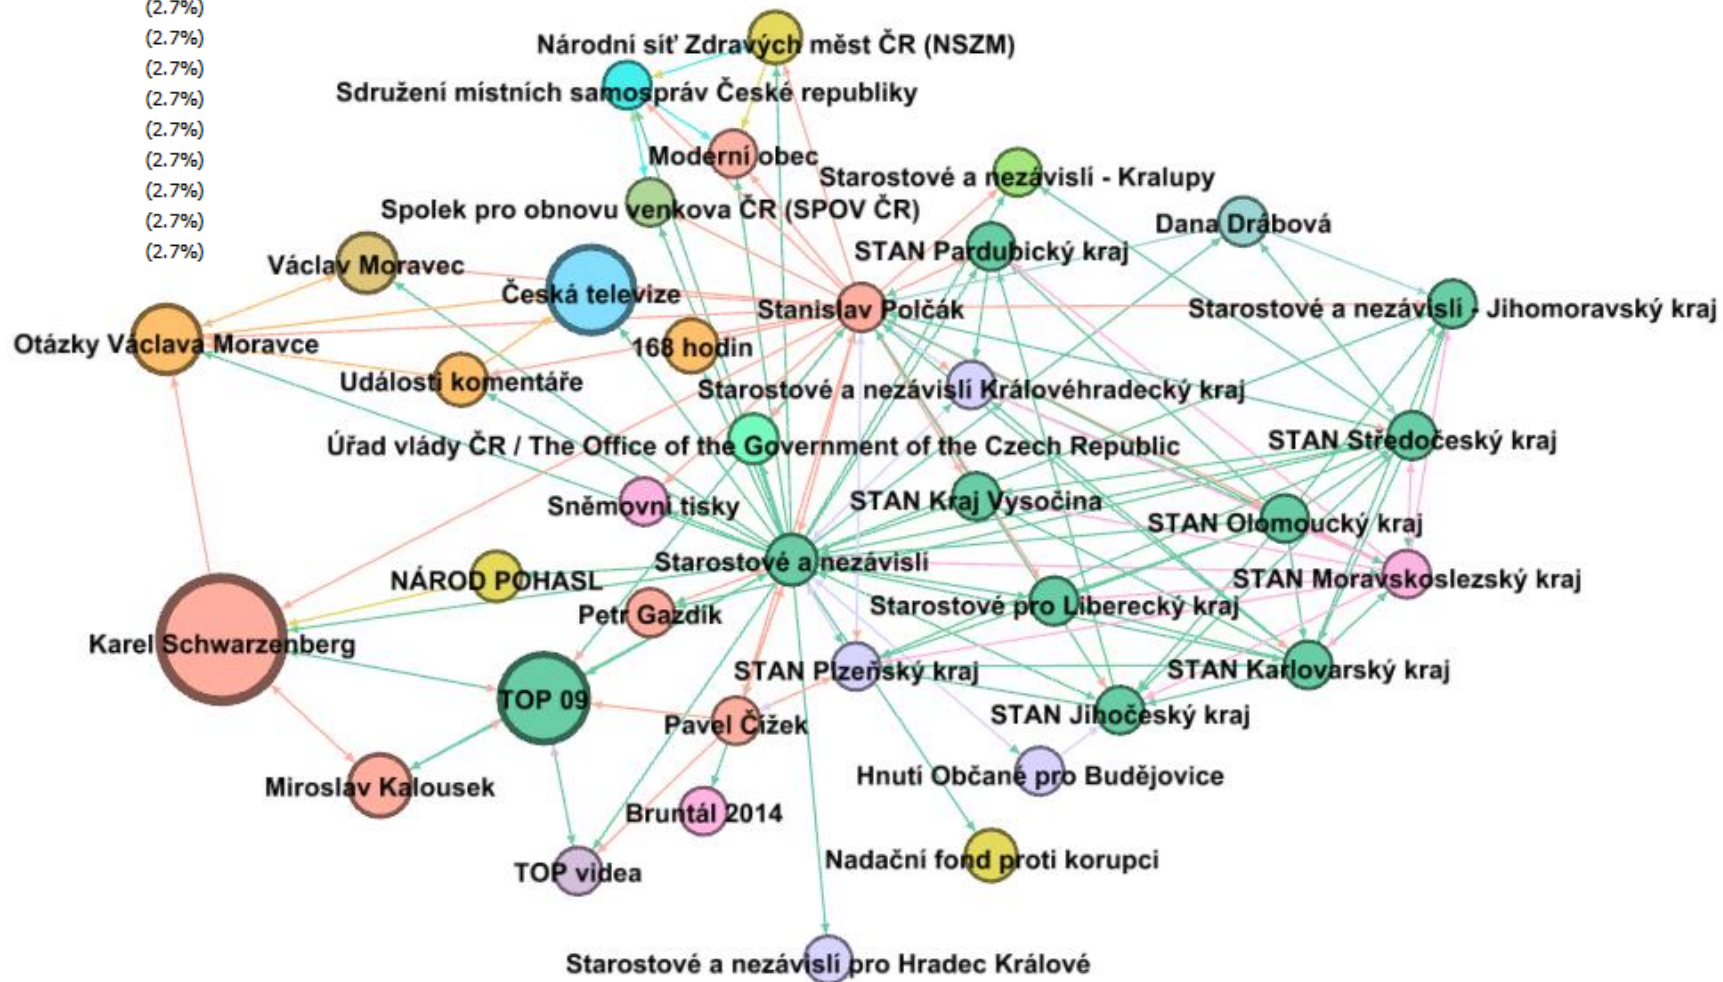 (2.7%)
(2.7%)
(2.7%)
(2.7%)
(2.7%)
(2.7%)
(2.7%)
(2.7%)
(2.7%)
Národní síť Zdravých měst ČR (NSZM)
Sdružení místních samospráv České republiky
Moderní obec
Starostové a nezávislí - Kralupy
Spolek pro obnovu venkova ČR (SPOV ČR)
Dana Drábová
STAN Pardubický kraj
Václav Moravec
Česká televize
Stanislav Polčák
Starostové a nezávislí - Jihomoravský kraj
Otázky Václava Moravce
168 hodin
Události komentáře
Starostové a nezávislí Královéhradecký kraj
Úřad vlády ČR / The Office of the Government of the Czech Republic
STAN Středočeský kraj
Sněmovní tisky
STAN Kraj Vysočina
STAN Olomoucký kraj
Starostové a nezávislí
NÁROD POHASL
STAN Moravskoslezský kraj
Petr Gazdík
Starostové pro Liberecký kraj
Karel Schwarzenberg
STAN Plzeňský kraj
STAN Karlovarský kraj
TOP 09
Pavel Čížek
STAN Jihočeský kraj
Hnutí Občané pro Budějovice
Miroslav Kalousek
Bruntál 2014
Nadační fond proti korupci
TOP videa
Starostové a nezávislí pro Hradec Králové